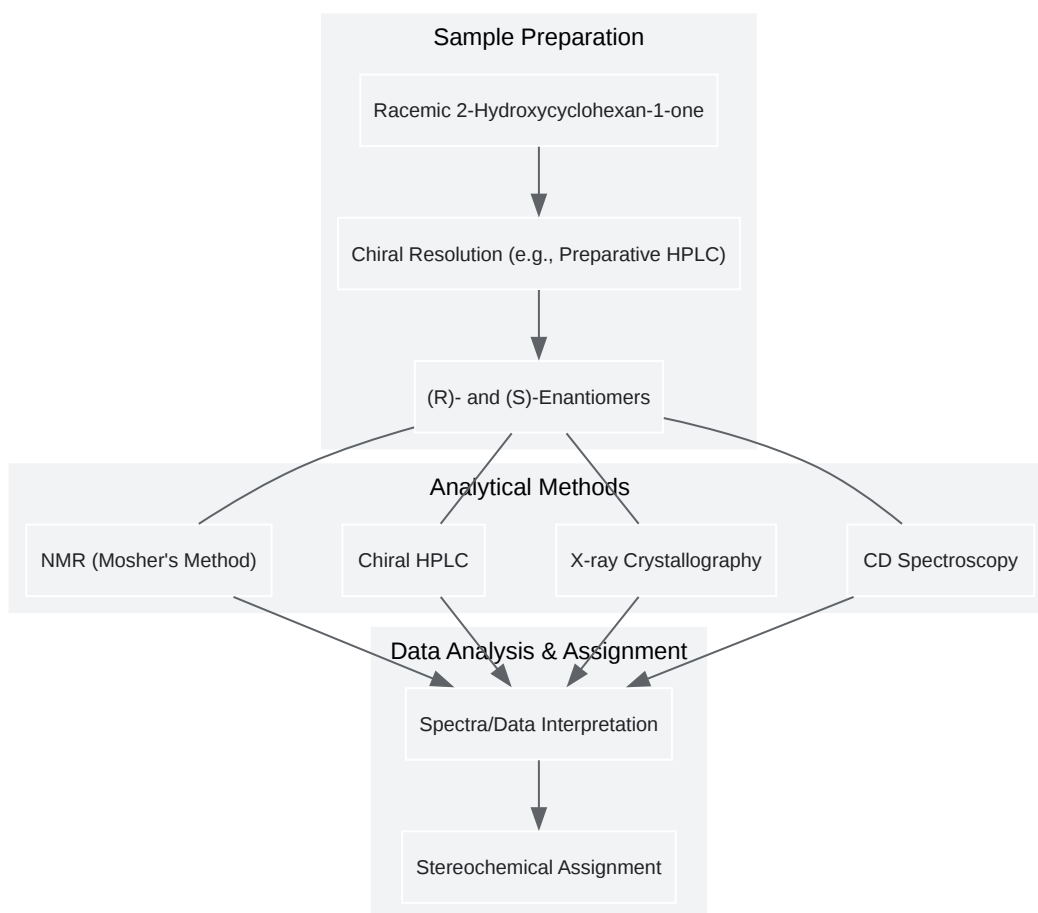 Sample Preparation
Racemic 2-Hydroxycyclohexan-1-one
Chiral Resolution (e.g., Preparative HPLC)
(R)- and (S)-Enantiomers
Analytical Methods
NMR (Mosher's Method)
Chiral HPLC
X-ray Crystallography
CD Spectroscopy
Data Analysis & Assignment
Spectra/Data Interpretation
Stereochemical Assignment